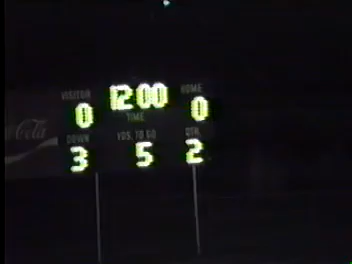 VISITOR 12:00 HOME
0 TIME 0
Coca-Cola
DOWN YDS. TO GO QTR.
3 5 2